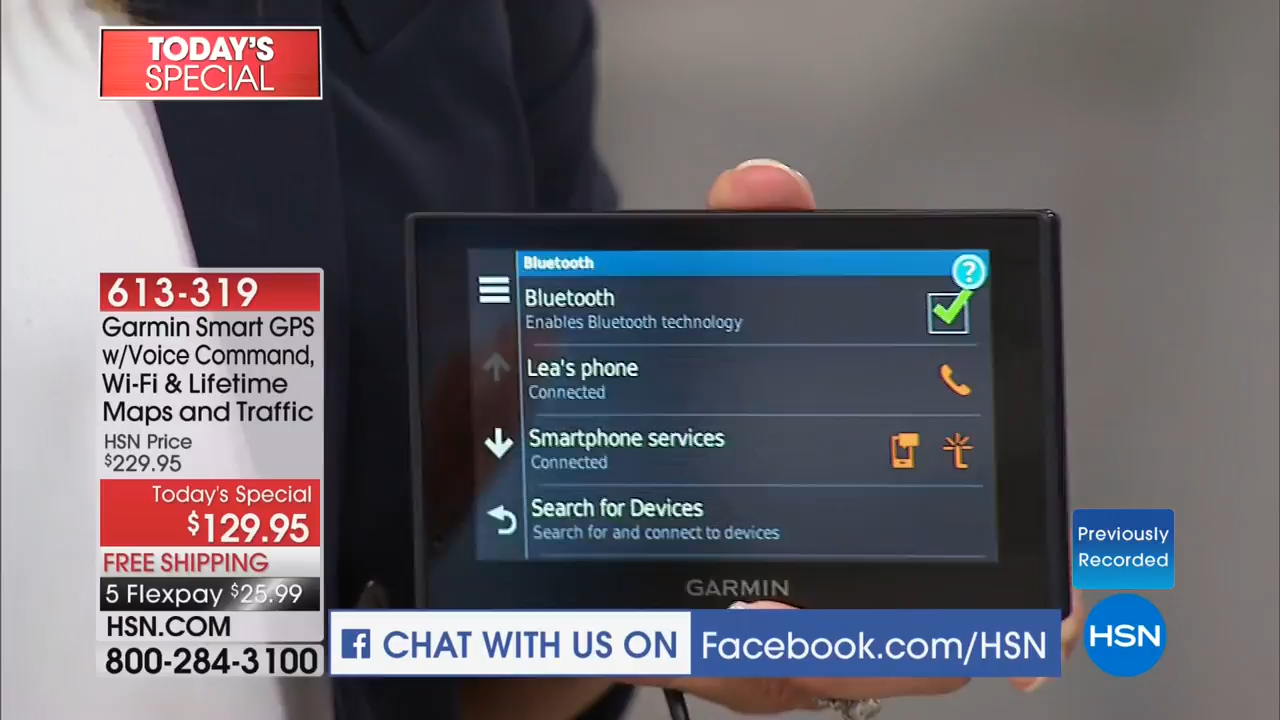 TODAY'S
SPECIAL
613-319
Garmin Smart GPS
w/Voice Command,
Wi-Fi & Lifetime
Maps and Traffic
HSN Price
$229.95
Today's Special
$129.95
FREE SHIPPING
5 Flexpay $25.99
HSN.COM
800-284-3100
Bluetooth
?
Bluetooth
Enables Bluetooth technology
Lea's phone
Connected
Smartphone services
Connected
Search for Devices
Search for and connect to devices
GARMIN
f CHAT WITH US ON Facebook.com/HSN
Previously
Recorded
HSN